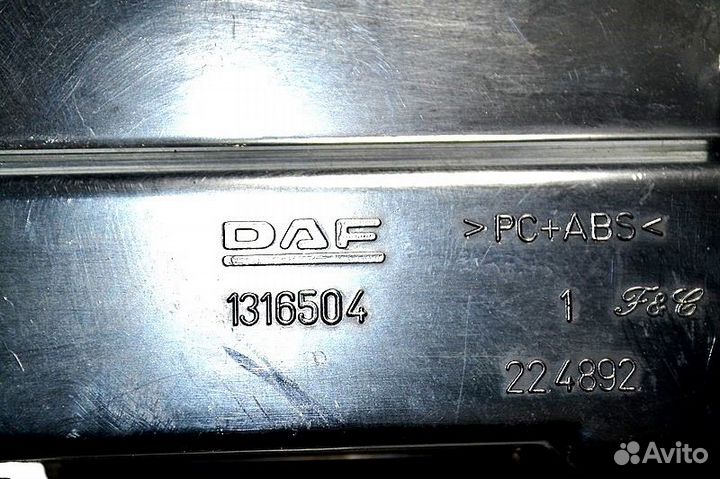 DAF
>PC+ABS<
1316504
1 F&C
22.4892
Avito